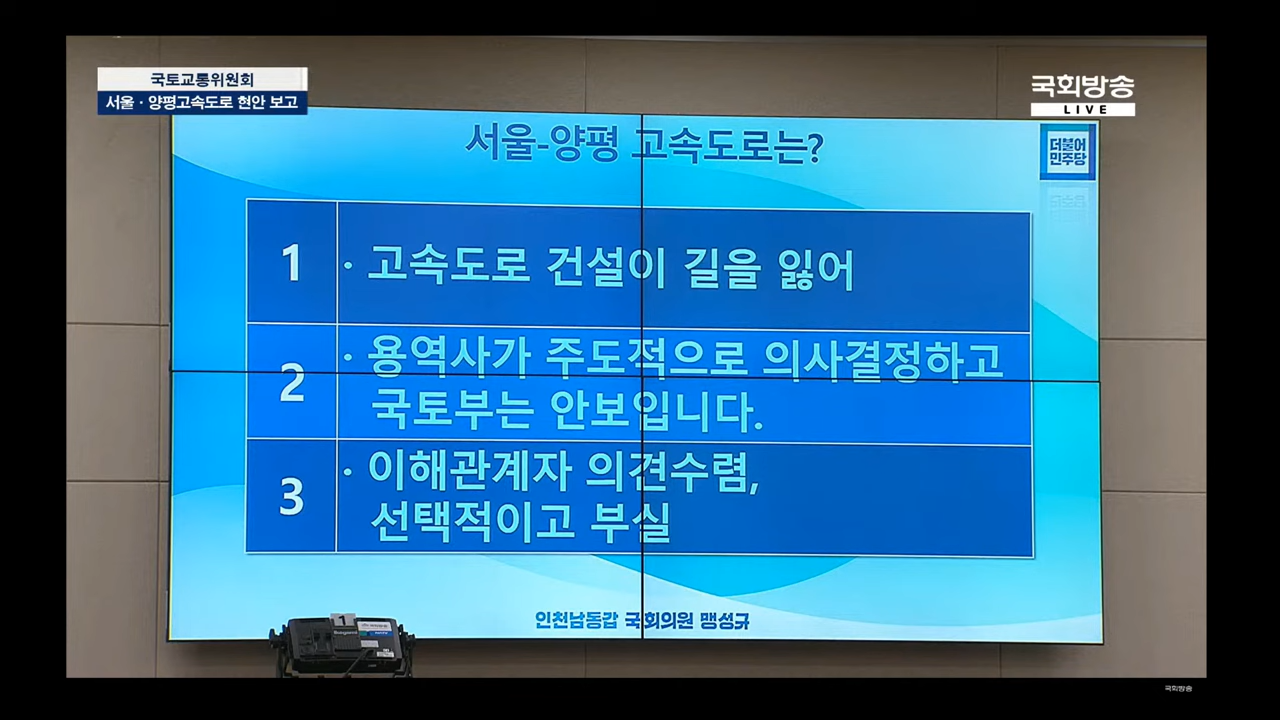 국토교통위원회
서울·양평고속도로 현안 보고
국회방송
LIVE
서울-양평 고속도로는?
더불어
민주당
1
· 고속도로 건설이 길을 잃어
2
· 용역사가 주도적으로 의사결정하고
국토부는 안보입니다.
3
· 이해관계자 의견수렴,
선택적이고 부실
인천남동갑 국회의원 맹성규
1
Ikegami
국회방송